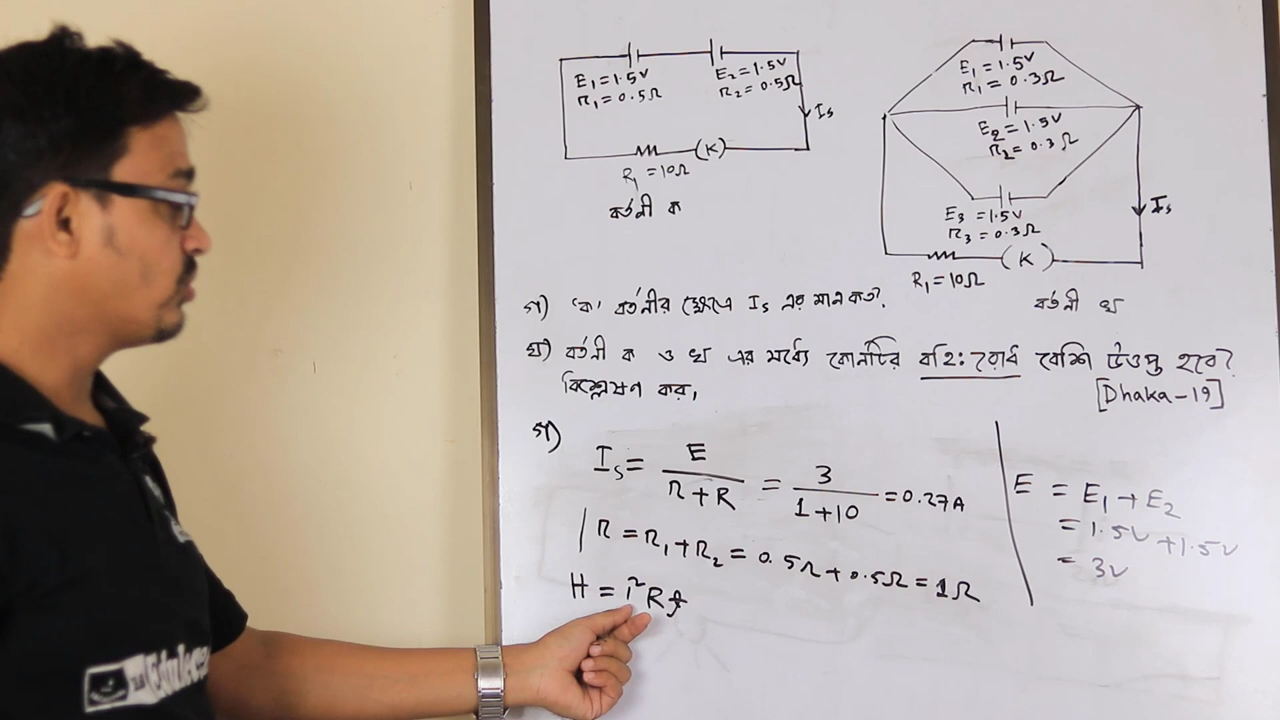 E₁=1.5V
r₁=0.5Ω
E₂=1.5V
r₂=0.5Ω
Iₛ
(K)
R₁=10Ω
বর্তনী ক
E₁=1.5V
r₁=0.3Ω
E₂=1.5V
r₂=0.3Ω
E₃=1.5V
r₃=0.3Ω
Iₛ
(K)
R₁=10Ω
বর্তনী খ
গ) 'ক' বর্তনীর ক্ষেত্রে Iₛ এর মান কত?
ঘ) বর্তনী ক ও খ এর মধ্যে কোনটির বহিঃরোধ বেশি উত্তপ্ত হবে?
বিশ্লেষণ কর।
[Dhaka-19]
গ)
Iₛ = E/(r+R) = 3/(1+10) = 0.27A
r = r₁+r₂ = 0.5Ω+0.5Ω = 1Ω
H = i²Rt
E = E₁+E₂
= 1.5V+1.5V
= 3V